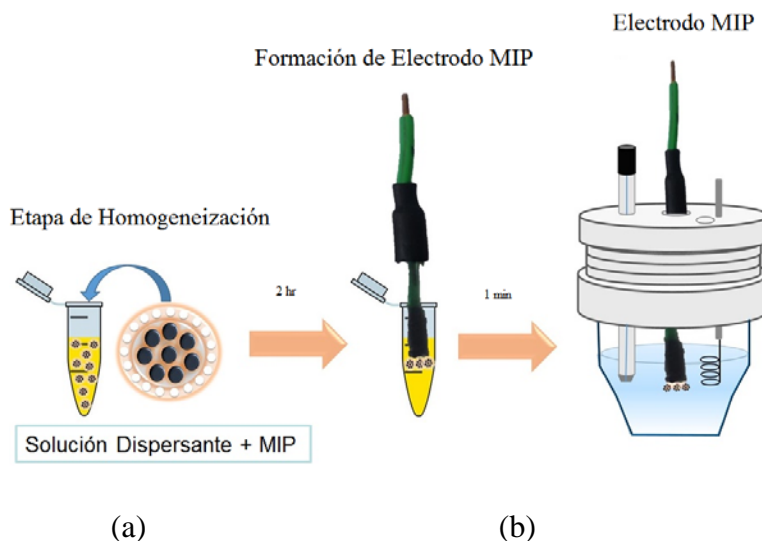 Electrodo MIP
Formación de Electrodo MIP
Etapa de Homogeneización
2 hr
1 min
Solución Dispersante + MIP
(a)
(b)